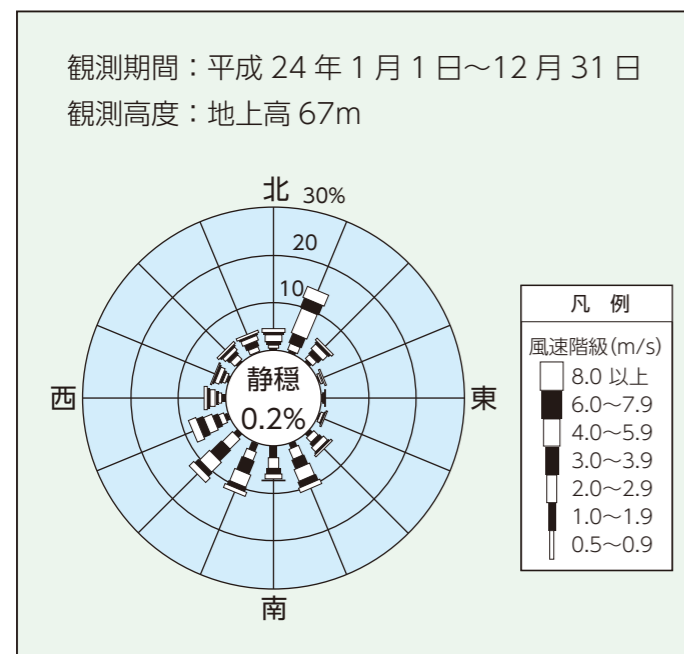 観測期間：平成 24 年 1 月 1 日～12 月 31 日
観測高度：地上高 67m
北 30%
20
10
西
静穏
0.2%
東
南
凡 例
風速階級(m/s)
8.0 以上
6.0～7.9
4.0～5.9
3.0～3.9
2.0～2.9
1.0～1.9
0.5～0.9